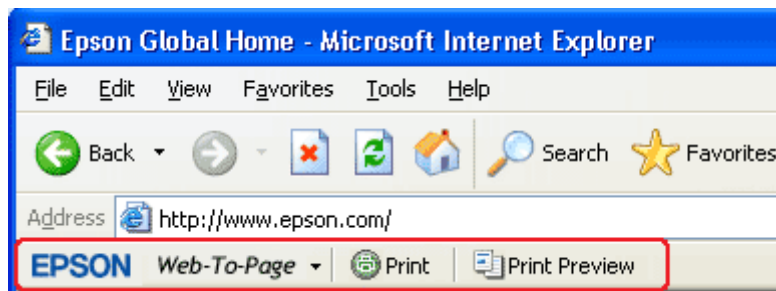 Epson Global Home - Microsoft Internet Explorer
File Edit View Favorites Tools Help
Back Search Favorites
Address http://www.epson.com/
EPSON Web-To-Page Print Print Preview